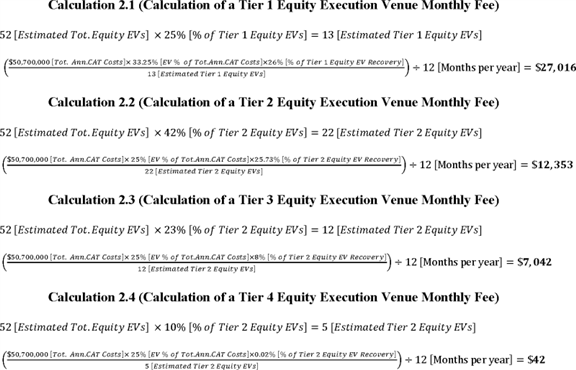 Calculation 2.1 (Calculation of a Tier 1 Equity Execution Venue Monthly Fee)
52 [Estimated Tot. Equity EVs] × 25% [% of Tier 1 Equity EVs] = 13 [Estimated Tier 1 Equity EVs]
($50,700,000 [Tot. Ann.CAT Costs]× 33.25% [EV % of Tot.Ann.CAT Costs]×26% [% of Tier 1 Equity EV Recovery] / 13 [Estimated Tier 1 Equity EVs]) ÷ 12 [Months per year] = $27,016
Calculation 2.2 (Calculation of a Tier 2 Equity Execution Venue Monthly Fee)
52 [Estimated Tot. Equity EVs] × 42% [% of Tier 2 Equity EVs] = 22 [Estimated Tier 2 Equity EVs]
($50,700,000 [Tot. Ann.CAT Costs]× 25% [EV % of Tot.Ann.CAT Costs]×25.73% [% of Tier 2 Equity EV Recovery] / 22 [Estimated Tier 2 Equity EVs]) ÷ 12 [Months per year] = $12,353
Calculation 2.3 (Calculation of a Tier 3 Equity Execution Venue Monthly Fee)
52 [Estimated Tot. Equity EVs] × 23% [% of Tier 2 Equity EVs] = 12 [Estimated Tier 2 Equity EVs]
($50,700,000 [Tot. Ann.CAT Costs]× 25% [EV % of Tot.Ann.CAT Costs]×8% [% of Tier 2 Equity EV Recovery] / 12 [Estimated Tier 2 Equity EVs]) ÷ 12 [Months per year] = $7,042
Calculation 2.4 (Calculation of a Tier 4 Equity Execution Venue Monthly Fee)
52 [Estimated Tot. Equity EVs] × 10% [% of Tier 2 Equity EVs] = 5 [Estimated Tier 2 Equity EVs]
($50,700,000 [Tot. Ann.CAT Costs]× 25% [EV % of Tot.Ann.CAT Costs]×0.02% [% of Tier 2 Equity EV Recovery] / 5 [Estimated Tier 2 Equity EVs]) ÷ 12 [Months per year] = $42